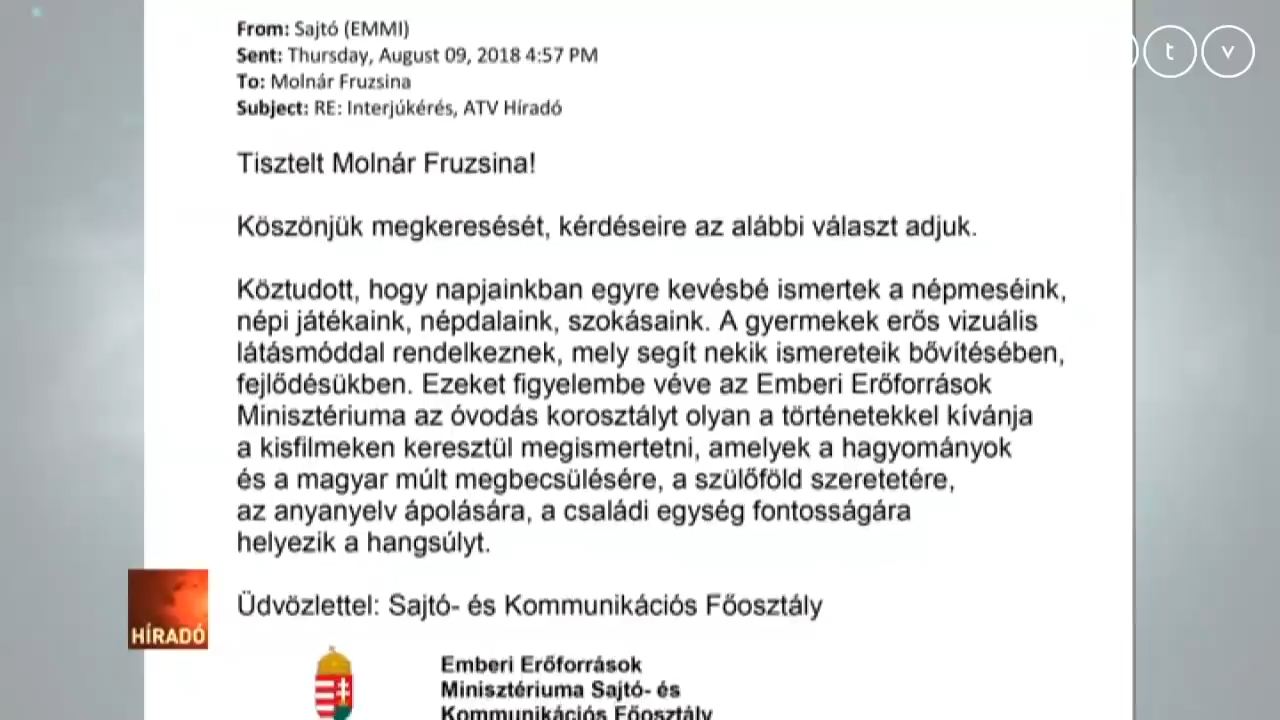 From: Sajtó (EMMI)
Sent: Thursday, August 09, 2018 4:57 PM
To: Molnár Fruzsina
Subject: RE: Interjúkérés, ATV Híradó
t v
Tisztelt Molnár Fruzsina!
Köszönjük megkeresését, kérdéseire az alábbi választ adjuk.
Köztudott, hogy napjainkban egyre kevésbé ismertek a népmeséink,
népi játékaink, népdalaink, szokásaink. A gyermekek erős vizuális
látásmóddal rendelkeznek, mely segít nekik ismereteik bővítésében,
fejlődésükben. Ezeket figyelembe véve az Emberi Erőforrások
Minisztériuma az óvodás korosztályt olyan a történetekkel kívánja
a kisfilmeken keresztül megismertetni, amelyek a hagyományok
és a magyar múlt megbecsülésére, a szülőföld szeretetére,
az anyanyelv ápolására, a családi egység fontosságára
helyezik a hangsúlyt.
Üdvözlettel: Sajtó- és Kommunikációs Főosztály
HÍRADÓ
Emberi Erőforrások
Minisztériuma Sajtó- és
Kommunikációs Főosztály